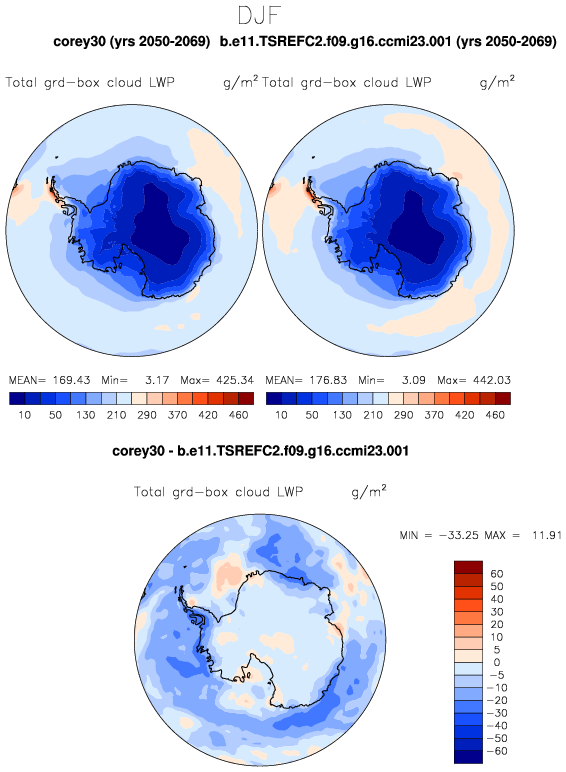 DJF
corey30 (yrs 2050-2069) b.e11.TSREFC2.f09.g16.ccmi23.001 (yrs 2050-2069)
Total grd-box cloud LWP g/m² Total grd-box cloud LWP g/m²
MEAN= 169.43 Min= 3.17 Max= 425.34 MEAN= 176.83 Min= 3.09 Max= 442.03
10 50 130 210 290 370 420 460 10 50 130 210 290 370 420 460
corey30 - b.e11.TSREFC2.f09.g16.ccmi23.001
Total grd-box cloud LWP g/m²
MIN = -33.25 MAX = 11.91
60
50
40
30
20
10
5
0
-5
-10
-20
-30
-40
-50
-60